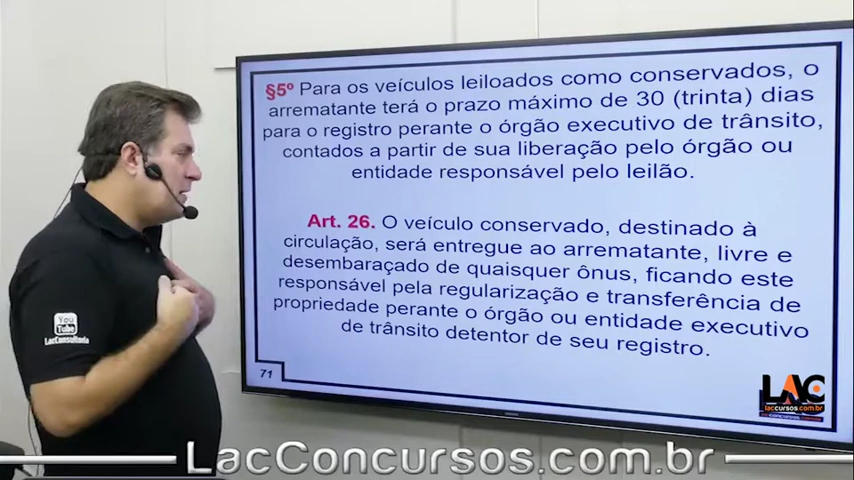 §5º Para os veículos leiloados como conservados, o
arrematante terá o prazo máximo de 30 (trinta) dias
para o registro perante o órgão executivo de trânsito,
contados a partir de sua liberação pelo órgão ou
entidade responsável pelo leilão.
Art. 26. O veículo conservado, destinado à
circulação, será entregue ao arrematante, livre e
desembaraçado de quaisquer ônus, ficando este
responsável pela regularização e transferência de
propriedade perante o órgão ou entidade executivo
de trânsito detentor de seu registro.
71
LAC
laccursos.com.br
You
Tube
LacConsultoria
LacConcursos.com.br